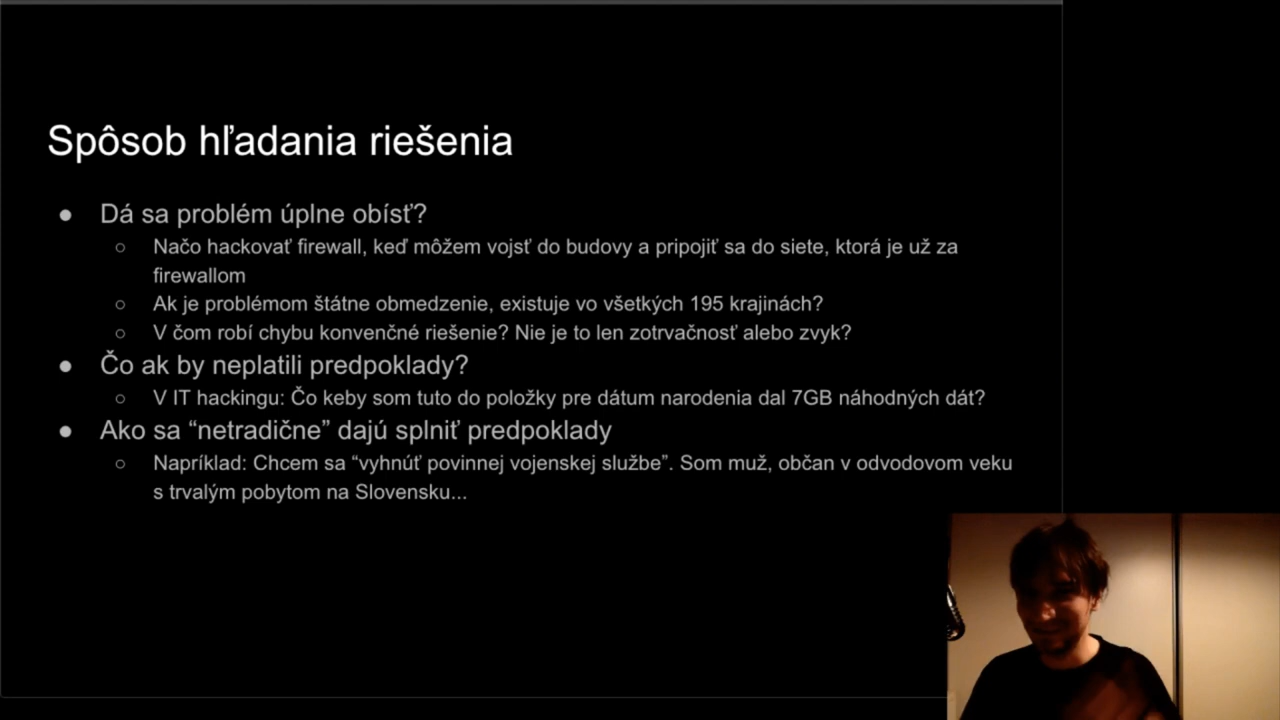 Spôsob hľadania riešenia
● Dá sa problém úplne obísť?
○ Načo hackovať firewall, keď môžem vojsť do budovy a pripojiť sa do siete, ktorá je už za
firewallom
○ Ak je problémom štátne obmedzenie, existuje vo všetkých 195 krajinách?
○ V čom robí chybu konvenčné riešenie? Nie je to len zotrvačnosť alebo zvyk?
● Čo ak by neplatili predpoklady?
○ V IT hackingu: Čo keby som tuto do položky pre dátum narodenia dal 7GB náhodných dát?
● Ako sa “netradične” dajú splniť predpoklady
○ Napríklad: Chcem sa “vyhnúť povinnej vojenskej službe”. Som muž, občan v odvodovom veku
s trvalým pobytom na Slovensku...